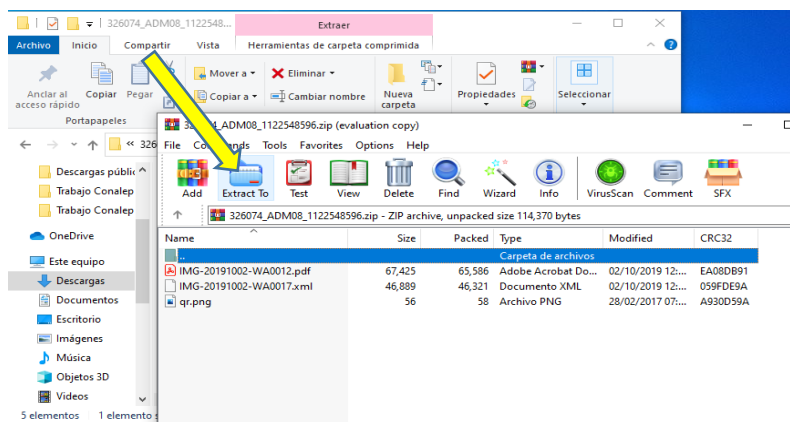 326074_ADM08_1122548...
Extraer
Archivo Inicio Compartir Vista Herramientas de carpeta comprimida
Anclar al acceso rápido
Copiar
Pegar
Mover a
Copiar a
Eliminar
Cambiar nombre
Nueva carpeta
Propiedades
Seleccionar
Portapapeles
« 326
Descargas públic
Trabajo Conalep
Trabajo Conalep
OneDrive
Este equipo
Descargas
Documentos
Escritorio
Imágenes
Música
Objetos 3D
Videos
5 elementos 1 elemento s
_ADM08_1122548596.zip (evaluation copy)
File Commands Tools Favorites Options Help
Add Extract To Test View Delete Find Wizard Info VirusScan Comment SFX
326074_ADM08_1122548596.zip - ZIP archive, unpacked size 114,370 bytes
Name Size Packed Type Modified CRC32
.. Carpeta de archivos
IMG-20191002-WA0012.pdf 67,425 65,586 Adobe Acrobat Do... 02/10/2019 12:... EA08DB91
IMG-20191002-WA0017.xml 46,889 46,321 Documento XML 02/10/2019 12:... 059FDE9A
qr.png 56 58 Archivo PNG 28/02/2017 07:... A930D59A